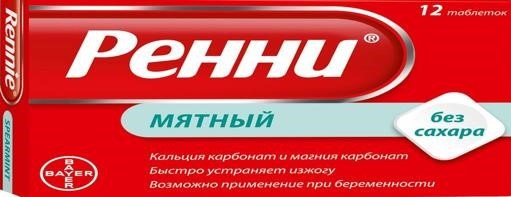 12 таблеток
Rennie
Ренни®
SPEARMINT
мятный
без
сахара
BAYER
BAYER
Кальция карбонат и магния карбонат
Быстро устраняет изжогу
Возможно применение при беременности